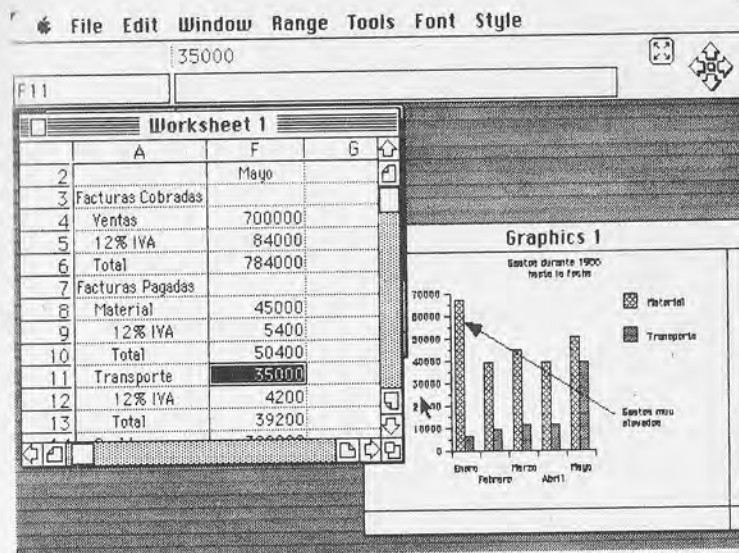 File Edit Window Range Tools Font Style
35000
F11
Worksheet 1
A F G
2 Mayo
3 Facturas Cobradas
4 Ventas 700000
5 12% IVA 84000
6 Total 784000
7 Facturas Pagadas
8 Material 45000
9 12% IVA 5400
10 Total 50400
11 Transporte 35000
12 12% IVA 4200
13 Total 39200
Graphics 1
Gastos durante
hasta la fecha
70000
60000
50000
40000
30000
10000
0
Enero
Febrero
Marzo
Abril
Mayo
Material
Transporte
Gastos muy
elevados